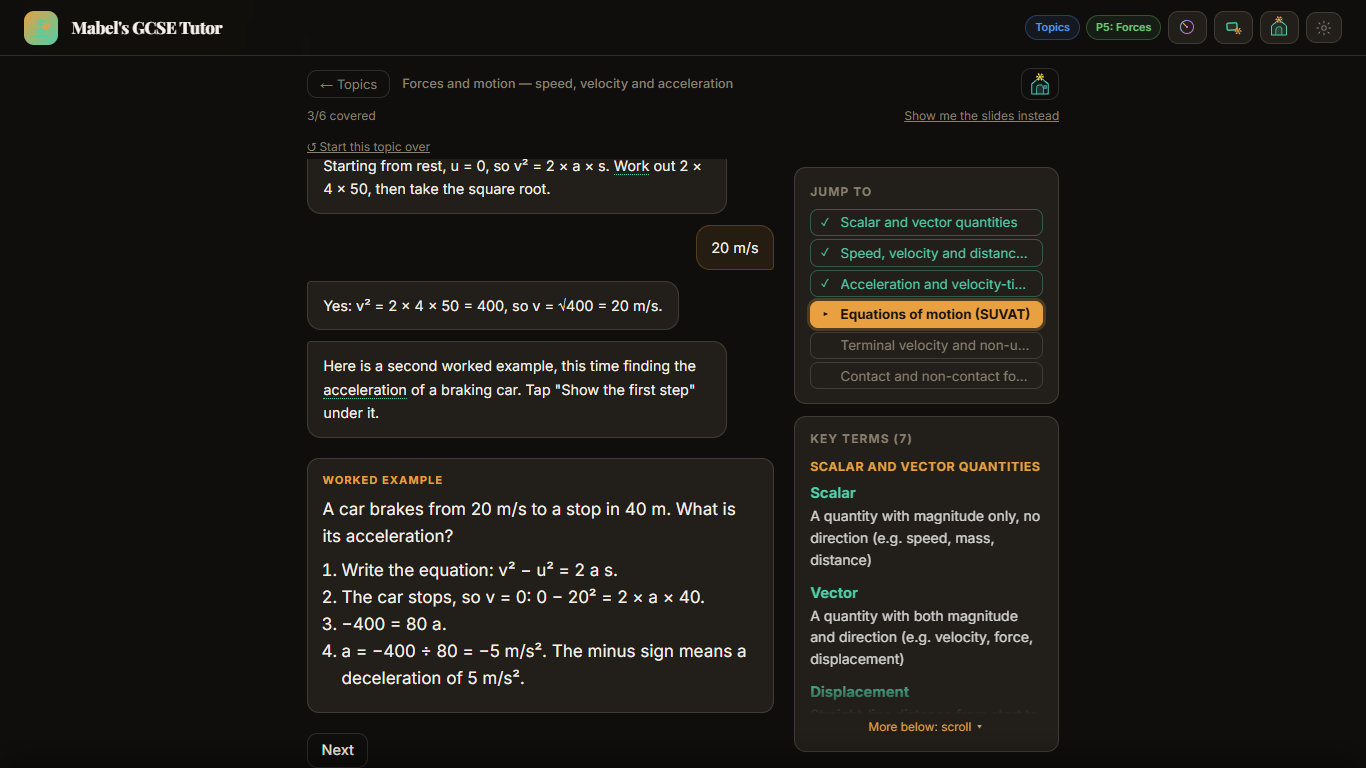 Mabel's GCSE Tutor
Topics
P5: Forces
← Topics
Forces and motion — speed, velocity and acceleration
3/6 covered
Show me the slides instead
↺ Start this topic over
Starting from rest, u = 0, so v² = 2 × a × s. Work out 2 ×
4 × 50, then take the square root.
20 m/s
Yes: v² = 2 × 4 × 50 = 400, so v = √400 = 20 m/s.
Here is a second worked example, this time finding the
acceleration of a braking car. Tap "Show the first step"
under it.
WORKED EXAMPLE
A car brakes from 20 m/s to a stop in 40 m. What is
its acceleration?
1. Write the equation: v² − u² = 2 a s.
2. The car stops, so v = 0: 0 − 20² = 2 × a × 40.
3. −400 = 80 a.
4. a = −400 ÷ 80 = −5 m/s². The minus sign means a
deceleration of 5 m/s².
Next
JUMP TO
✓ Scalar and vector quantities
✓ Speed, velocity and distanc...
✓ Acceleration and velocity-ti...
▸ Equations of motion (SUVAT)
Terminal velocity and non-u...
Contact and non-contact fo...
KEY TERMS (7)
SCALAR AND VECTOR QUANTITIES
Scalar
A quantity with magnitude only, no
direction (e.g. speed, mass,
distance)
Vector
A quantity with both magnitude
and direction (e.g. velocity, force,
displacement)
Displacement
More below: scroll ▾